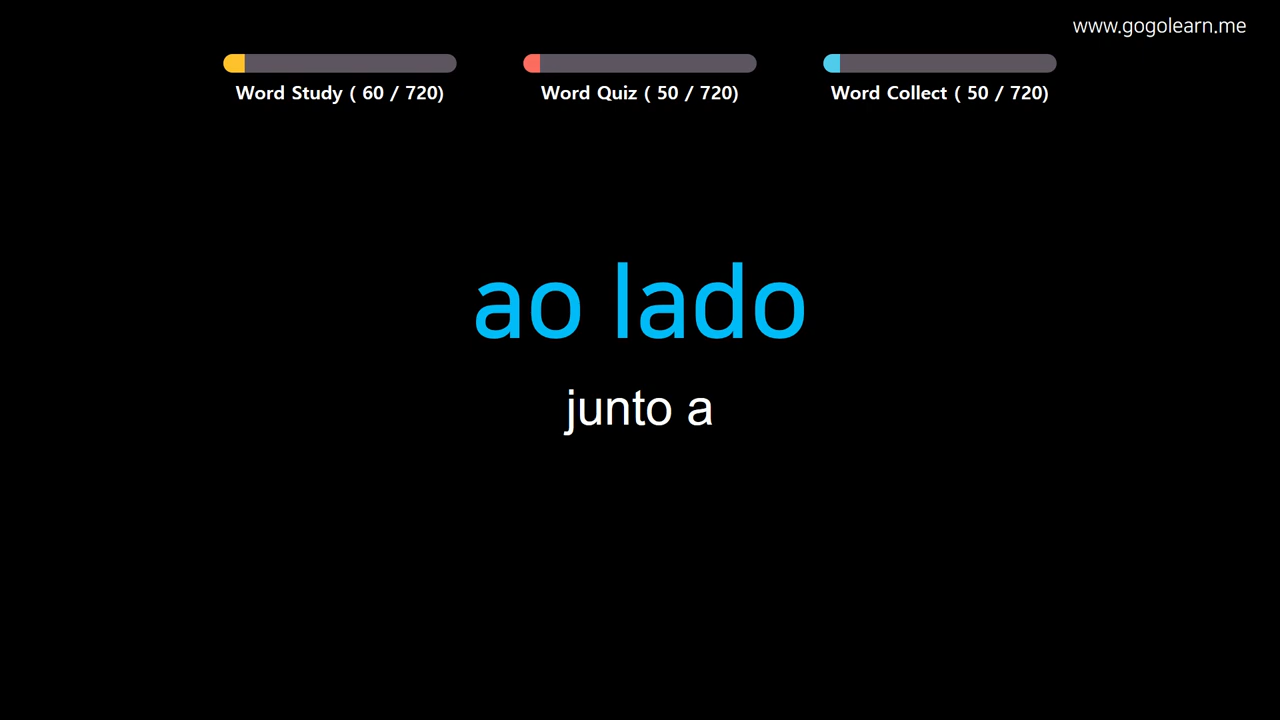 www.gogolearn.me
Word Study ( 60 / 720)
Word Quiz ( 50 / 720)
Word Collect ( 50 / 720)
ao lado
junto a